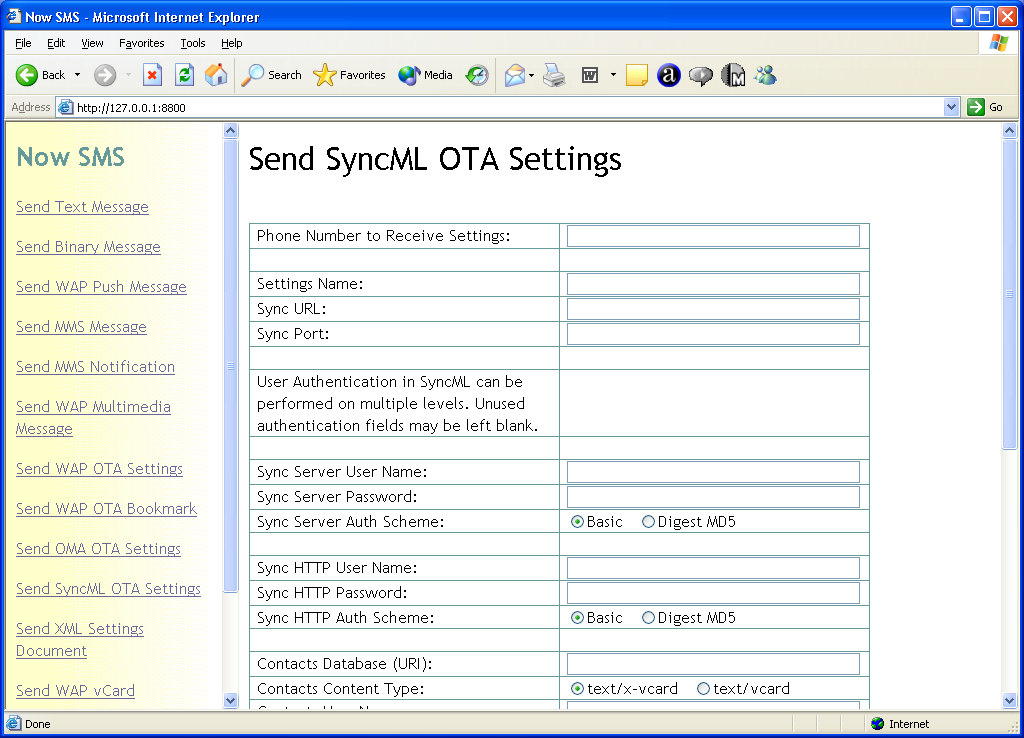 Now SMS - Microsoft Internet Explorer
File Edit View Favorites Tools Help
Back Search Favorites Media
Address http://127.0.0.1:8800 Go
Now SMS
Send Text Message
Send Binary Message
Send WAP Push Message
Send MMS Message
Send MMS Notification
Send WAP Multimedia
Message
Send WAP OTA Settings
Send WAP OTA Bookmark
Send OMA OTA Settings
Send SyncML OTA Settings
Send XML Settings
Document
Send WAP vCard
Send SyncML OTA Settings
Phone Number to Receive Settings:
Settings Name:
Sync URL:
Sync Port:
User Authentication in SyncML can be
performed on multiple levels. Unused
authentication fields may be left blank.
Sync Server User Name:
Sync Server Password:
Sync Server Auth Scheme: Basic Digest MD5
Sync HTTP User Name:
Sync HTTP Password:
Sync HTTP Auth Scheme: Basic Digest MD5
Contacts Database (URI):
Contacts Content Type: text/x-vcard text/vcard
Done Internet